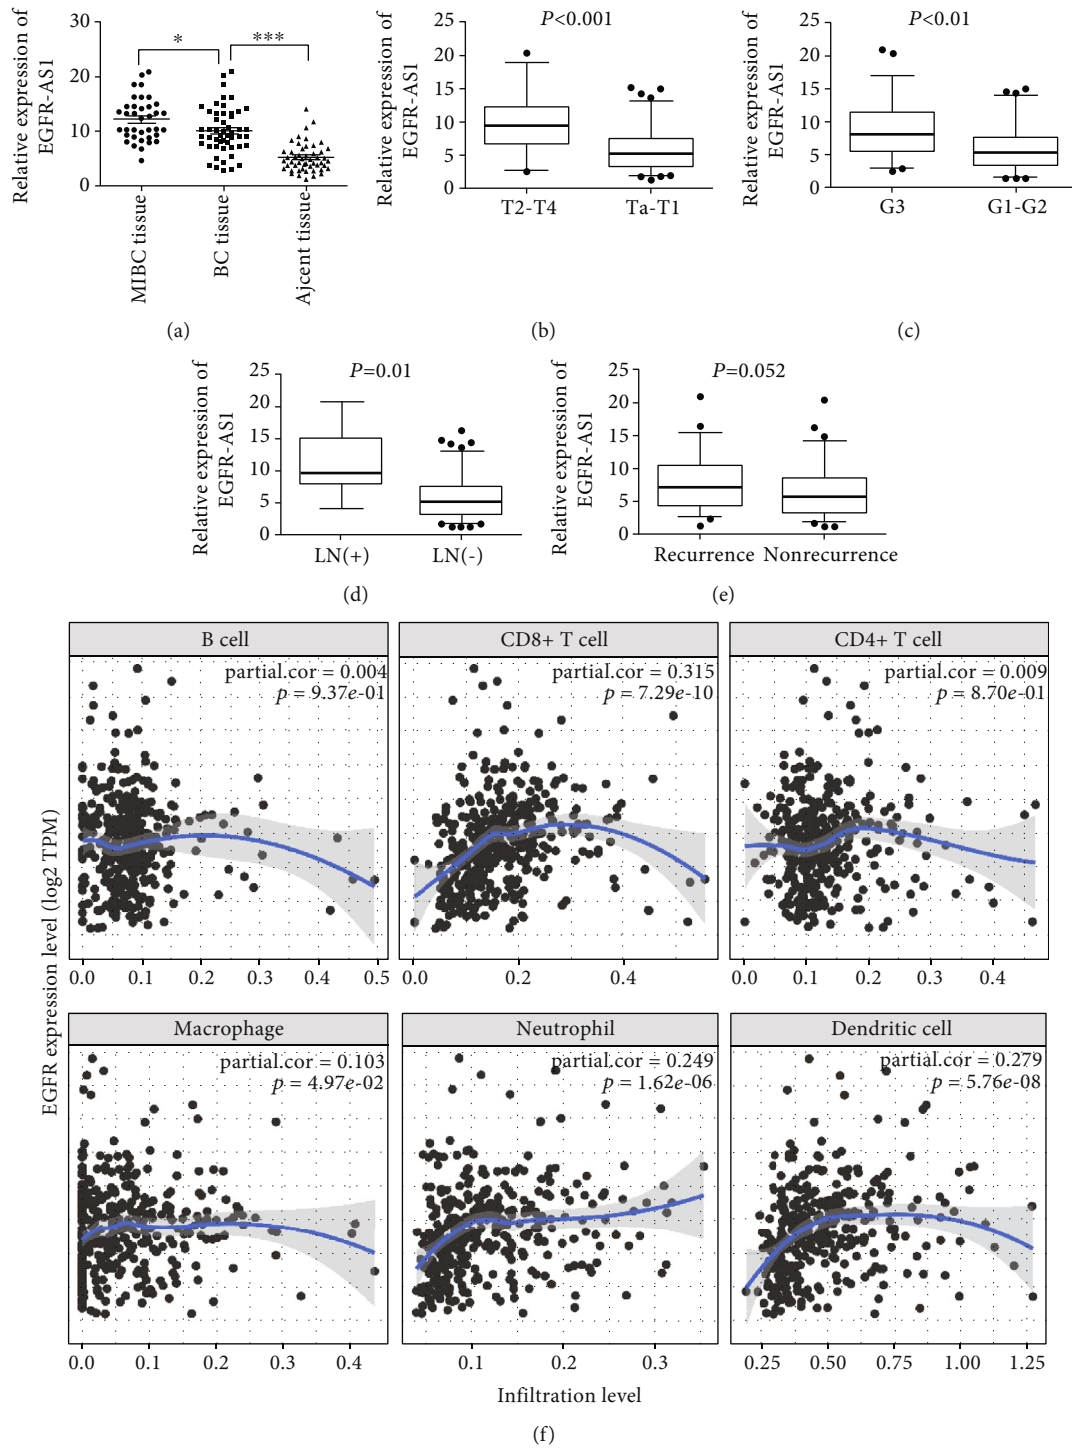 Relative expression of
EGFR-AS1
30
20
10
0
*
***
MIBC tissue
BC tissue
Ajcent tissue
(a)
Relative expression of
EGFR-AS1
25
20
15
10
5
0
P<0.001
T2-T4
Ta-T1
(b)
Relative expression of
EGFR-AS1
25
20
15
10
5
0
P<0.01
G3
G1-G2
(c)
Relative expression of
EGFR-AS1
25
20
15
10
5
0
P=0.01
LN(+)
LN(-)
(d)
Relative expression of
EGFR-AS1
25
20
15
10
5
0
P=0.052
Recurrence
Nonrecurrence
(e)
EGFR expression level (log2 TPM)
B cell
partial.cor = 0.004
p = 9.37e-01
0.0 0.1 0.2 0.3 0.4 0.5
CD8+ T cell
partial.cor = 0.315
p = 7.29e-10
0.0 0.2 0.4
CD4+ T cell
partial.cor = 0.009
p = 8.70e-01
0.0 0.1 0.2 0.3 0.4
Macrophage
partial.cor = 0.103
p = 4.97e-02
0.0 0.1 0.2 0.3 0.4
Neutrophil
partial.cor = 0.249
p = 1.62e-06
0.1 0.2 0.3
Dendritic cell
partial.cor = 0.279
p = 5.76e-08
0.25 0.50 0.75 1.00 1.25
Infiltration level
(f)